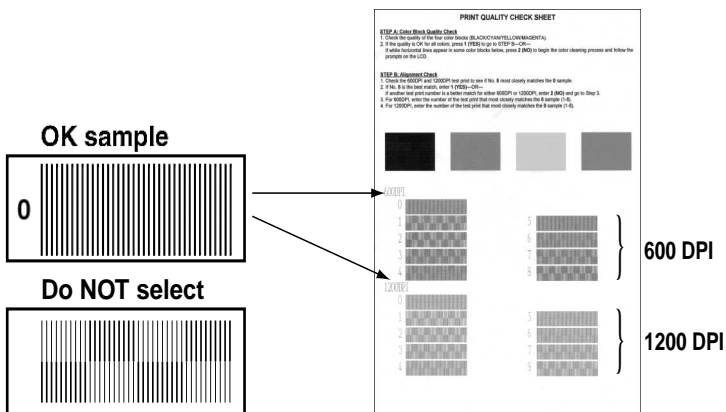 PRINT QUALITY CHECK SHEET
STEP A: Color Block Quality Check
1. Check the quality of the four color blocks (BLACK/CYAN/YELLOW/MAGENTA).
2. If the quality is OK for all colors, press 1 (YES) to go to STEP B—OR—
If white horizontal lines appear in some color blocks below, press 2 (NO) to begin the color cleaning process and follow the
prompts on the LCD.
STEP B: Alignment Check
1. Check the 600DPI and 1200DPI test print to see if No. 5 most closely matches the 0 sample.
2. If No. 5 is the best match, enter 1 (YES)—OR—
If another test print number is a better match for either 600DPI or 1200DPI, enter 2 (NO) and go to Step 3.
3. For 600DPI, enter the number of the test print that most closely matches the 0 sample (1-8).
4. For 1200DPI, enter the number of the test print that most closely matches the 0 sample (1-8).
OK sample
0
Do NOT select
600DPI
0
1 5
2 6
3 7
4 8
600 DPI
1200DPI
0
1 5
2 6
3 7
4 8
1200 DPI